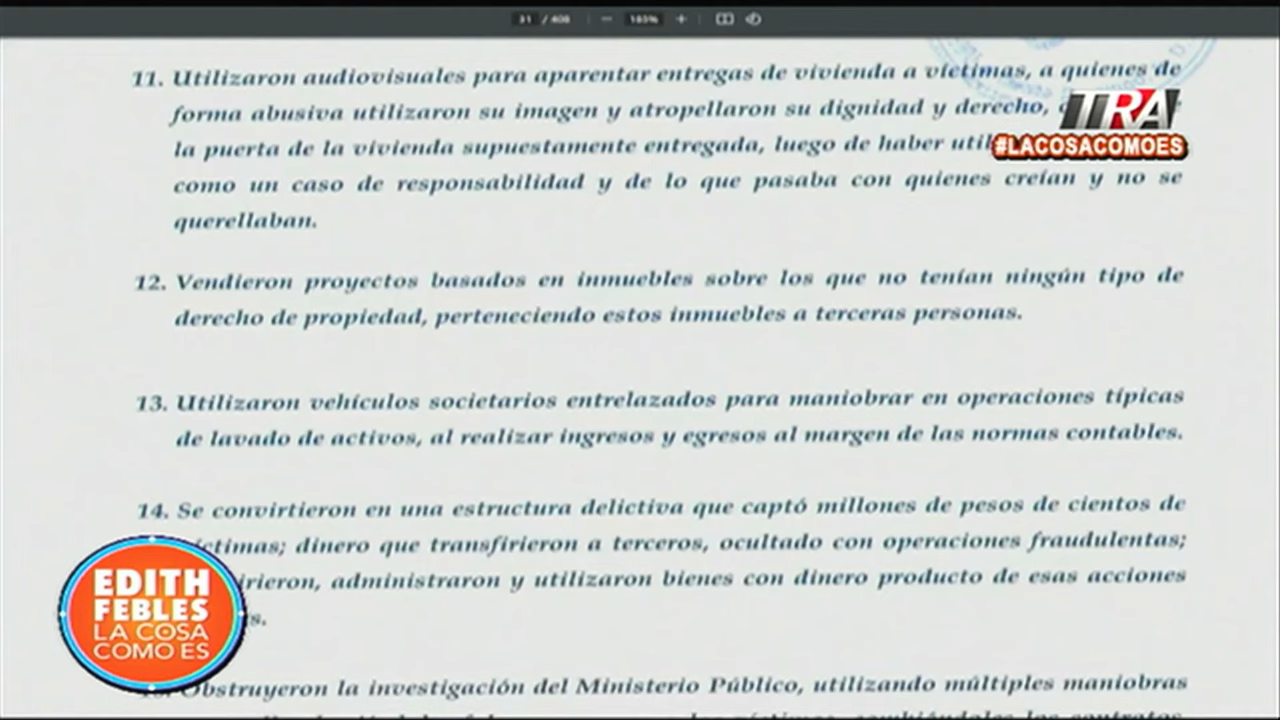 31 / 408 — 185% +
11. Utilizaron audiovisuales para aparentar entregas de vivienda a víctimas, a quienes de
forma abusiva utilizaron su imagen y atropellaron su dignidad y derecho,
TRA
la puerta de la vivienda supuestamente entregada, luego de haber util
#LACOSACOMOES
como un caso de responsabilidad y de lo que pasaba con quienes creían y no se
querellaban.
12. Vendieron proyectos basados en inmuebles sobre los que no tenían ningún tipo de
derecho de propiedad, perteneciendo estos inmuebles a terceras personas.
13. Utilizaron vehículos societarios entrelazados para maniobrar en operaciones típicas
de lavado de activos, al realizar ingresos y egresos al margen de las normas contables.
14. Se convirtieron en una estructura delictiva que captó millones de pesos de cientos de
íctimas; dinero que transfirieron a terceros, ocultado con operaciones fraudulentas;
irieron, administraron y utilizaron bienes con dinero producto de esas acciones
s.
EDITH
FEBLES
LA COSA
COMO ES
Obstruyeron la investigación del Ministerio Público, utilizando múltiples maniobras